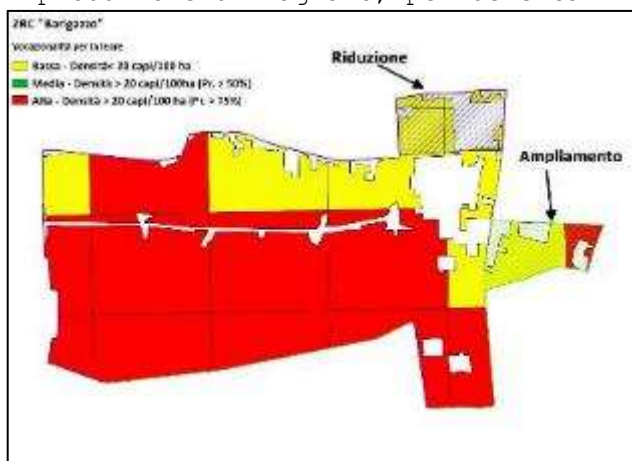 ZRC "Barigazzo"
Vocazionalità per la lepre
Bassa - Densità< 20 capi/100 ha
Media - Densità > 20 capi/100ha (Pr. > 50%)
Alta - Densità > 20 capi/100 ha (Pr. > 75%)
Riduzione
Ampliamento